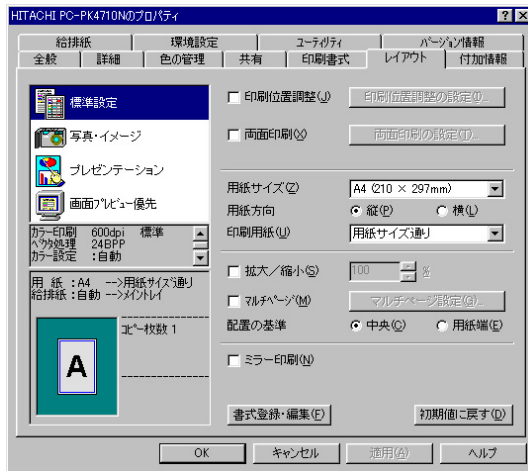 HITACHI PC-PK4710Nのプロパティ
給排紙 環境設定 ユーティリティ バージョン情報
全般 詳細 色の管理 共有 印刷書式 レイアウト 付加情報
標準設定
写真・イメージ
プレゼンテーション
画面プレビュー優先
カラー印刷 600dpi 標準
ベクタ処理 24BPP
カラー設定 :自動
用 紙 :A4 -->用紙サイズ通り
給排紙:自動 -->メイントレイ
コピー枚数 1
A
印刷位置調整(J) 印刷位置調整の設定(I)...
両面印刷(X) 両面印刷の設定(T)...
用紙サイズ(Z) A4 (210 × 297mm)
用紙方向 縦(P) 横(L)
印刷用紙(U) 用紙サイズ通り
拡大/縮小(S) 100 %
マルチページ(M) マルチページ設定(G)...
配置の基準 中央(C) 用紙端(E)
ミラー印刷(N)
書式登録・編集(F) 初期値に戻す(D)
OK キャンセル 適用(A) ヘルプ